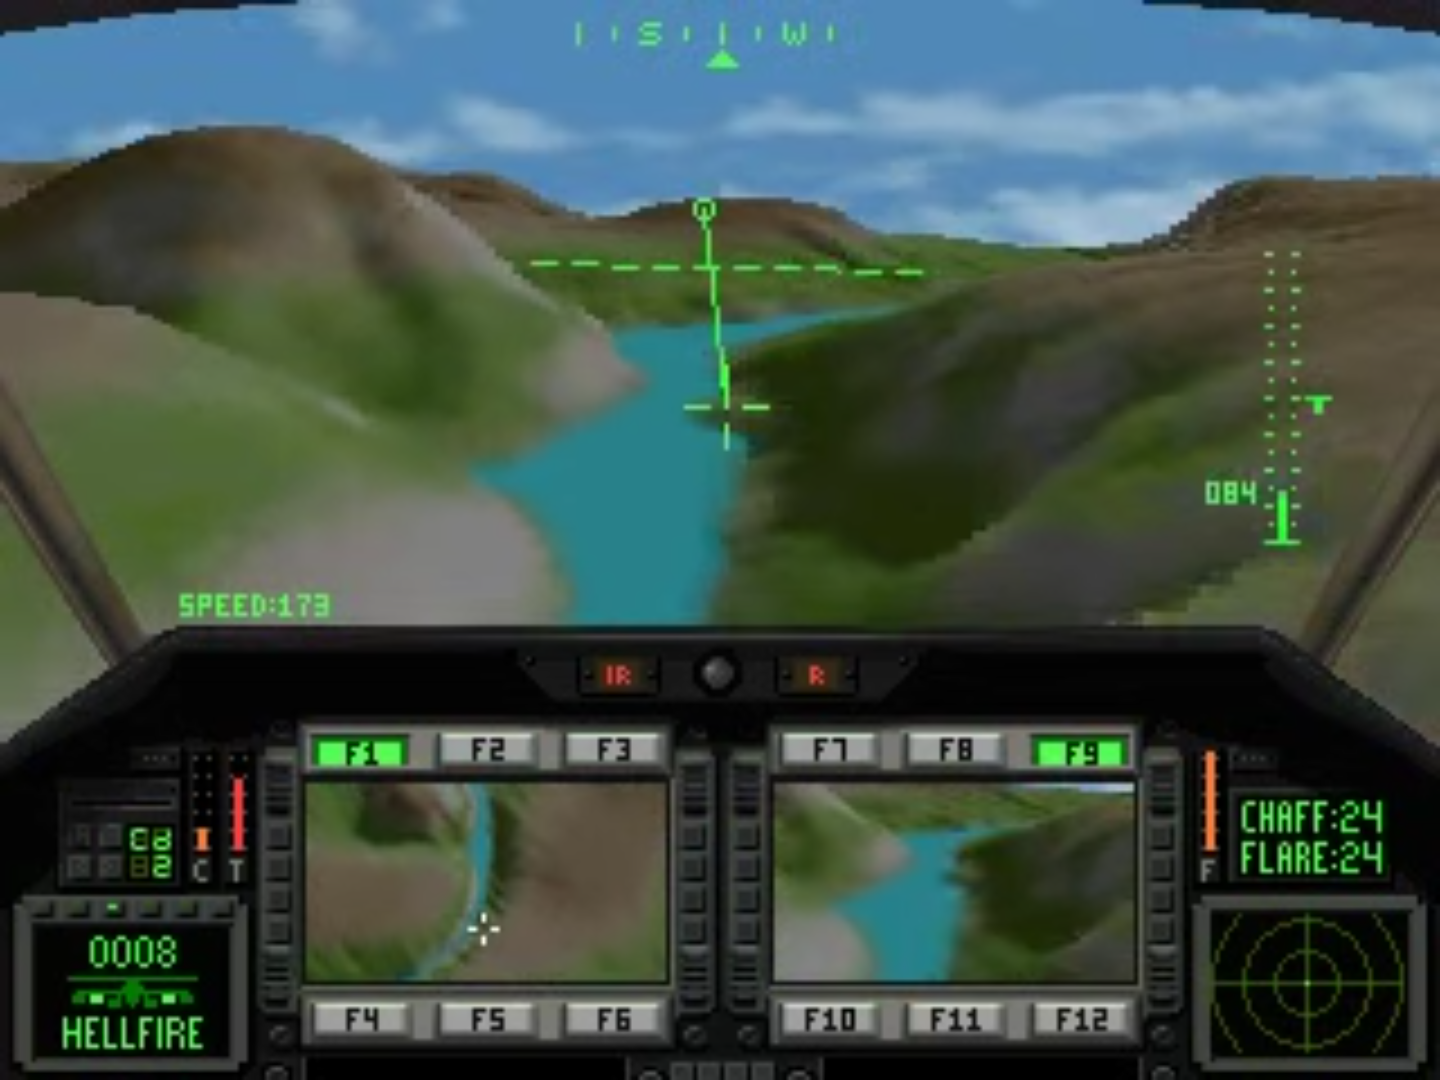 S W
084
SPEED:173
IR R
F1 F2 F3 F7 F8 F9
CHAFF:24
FLARE:24
C T F
0008
HELLFIRE
F4 F5 F6 F10 F11 F12